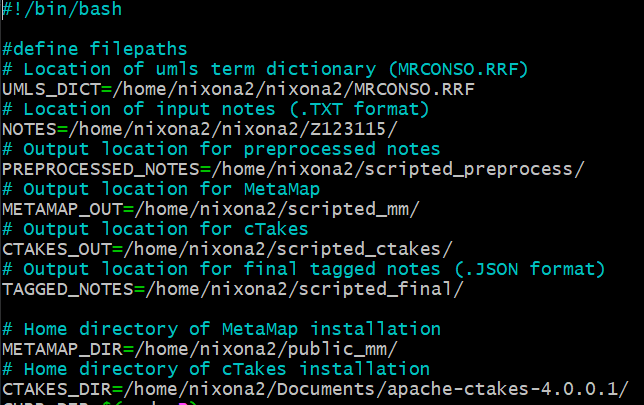 #!/bin/bash
#define filepaths
# Location of umls term dictionary (MRCONSO.RRF)
UMLS_DICT=/home/nixona2/nixona2/MRCONSO.RRF
# Location of input notes (.TXT format)
NOTES=/home/nixona2/nixona2/Z123115/
# Output location for preprocessed notes
PREPROCESSED_NOTES=/home/nixona2/scripted_preprocess/
# Output location for MetaMap
METAMAP_OUT=/home/nixona2/scripted_mm/
# Output location for cTakes
CTAKES_OUT=/home/nixona2/scripted_ctakes/
# Output location for final tagged notes (.JSON format)
TAGGED_NOTES=/home/nixona2/scripted_final/
# Home directory of MetaMap installation
METAMAP_DIR=/home/nixona2/public_mm/
# Home directory of cTakes installation
CTAKES_DIR=/home/nixona2/Documents/apache-ctakes-4.0.0.1/